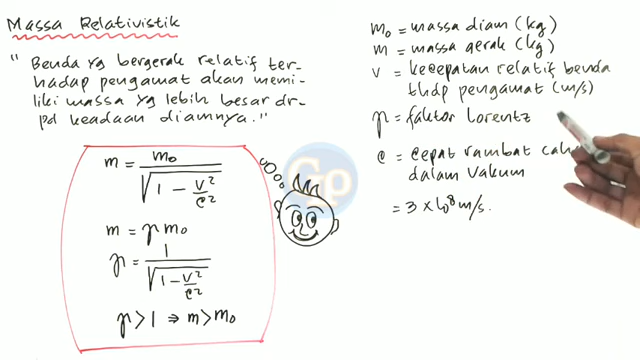 Massa Relativistik
"Benda yg bergerak relatif ter-
hadap pengamat akan memi-
liki massa yg lebih besar dr-
pd keadaan diamnya."
m = m₀ / √(1 - v²/c²)
m = γ m₀
γ = 1 / √(1 - v²/c²)
γ > 1 ⇒ m > m₀
Gp
m₀ = massa diam (kg)
m = massa gerak (kg)
v = kecepatan relatif benda
thdp pengamat (m/s)
γ = faktor Lorentz
c = cepat rambat
dalam vakum
= 3 × 10⁸ m/s.